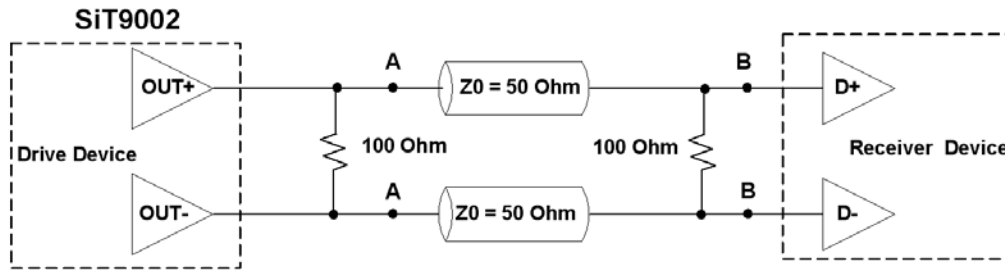 SiT9002
OUT+
A
Z0 = 50 Ohm
B
D+
Drive Device
100 Ohm
100 Ohm
Receiver Device
OUT-
A
Z0 = 50 Ohm
B
D-